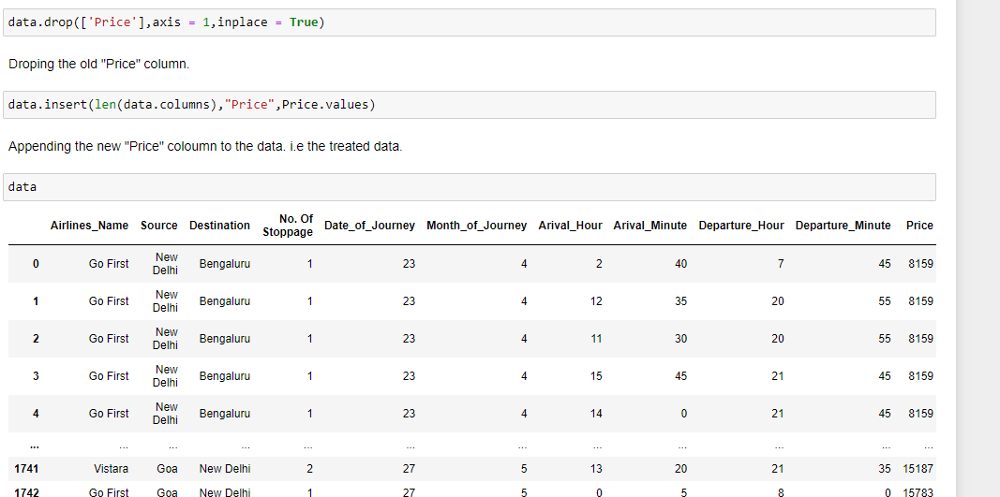 data.drop(['Price'],axis = 1,inplace = True)
Droping the old "Price" column.
data.insert(len(data.columns),"Price",Price.values)
Appending the new "Price" coloumn to the data. i.e the treated data.
data
Airlines_Name Source Destination No. Of Stoppage Date_of_Journey Month_of_Journey Arival_Hour Arival_Minute Departure_Hour Departure_Minute Price
0 Go First New Delhi Bengaluru 1 23 4 2 40 7 45 8159
1 Go First New Delhi Bengaluru 1 23 4 12 35 20 55 8159
2 Go First New Delhi Bengaluru 1 23 4 11 30 20 55 8159
3 Go First New Delhi Bengaluru 1 23 4 15 45 21 45 8159
4 Go First New Delhi Bengaluru 1 23 4 14 0 21 45 8159
... ... ... ... ... ... ... ... ... ... ... ...
1741 Vistara Goa New Delhi 2 27 5 13 20 21 35 15187
1742 Go First Goa New Delhi 1 27 5 0 5 8 0 15783